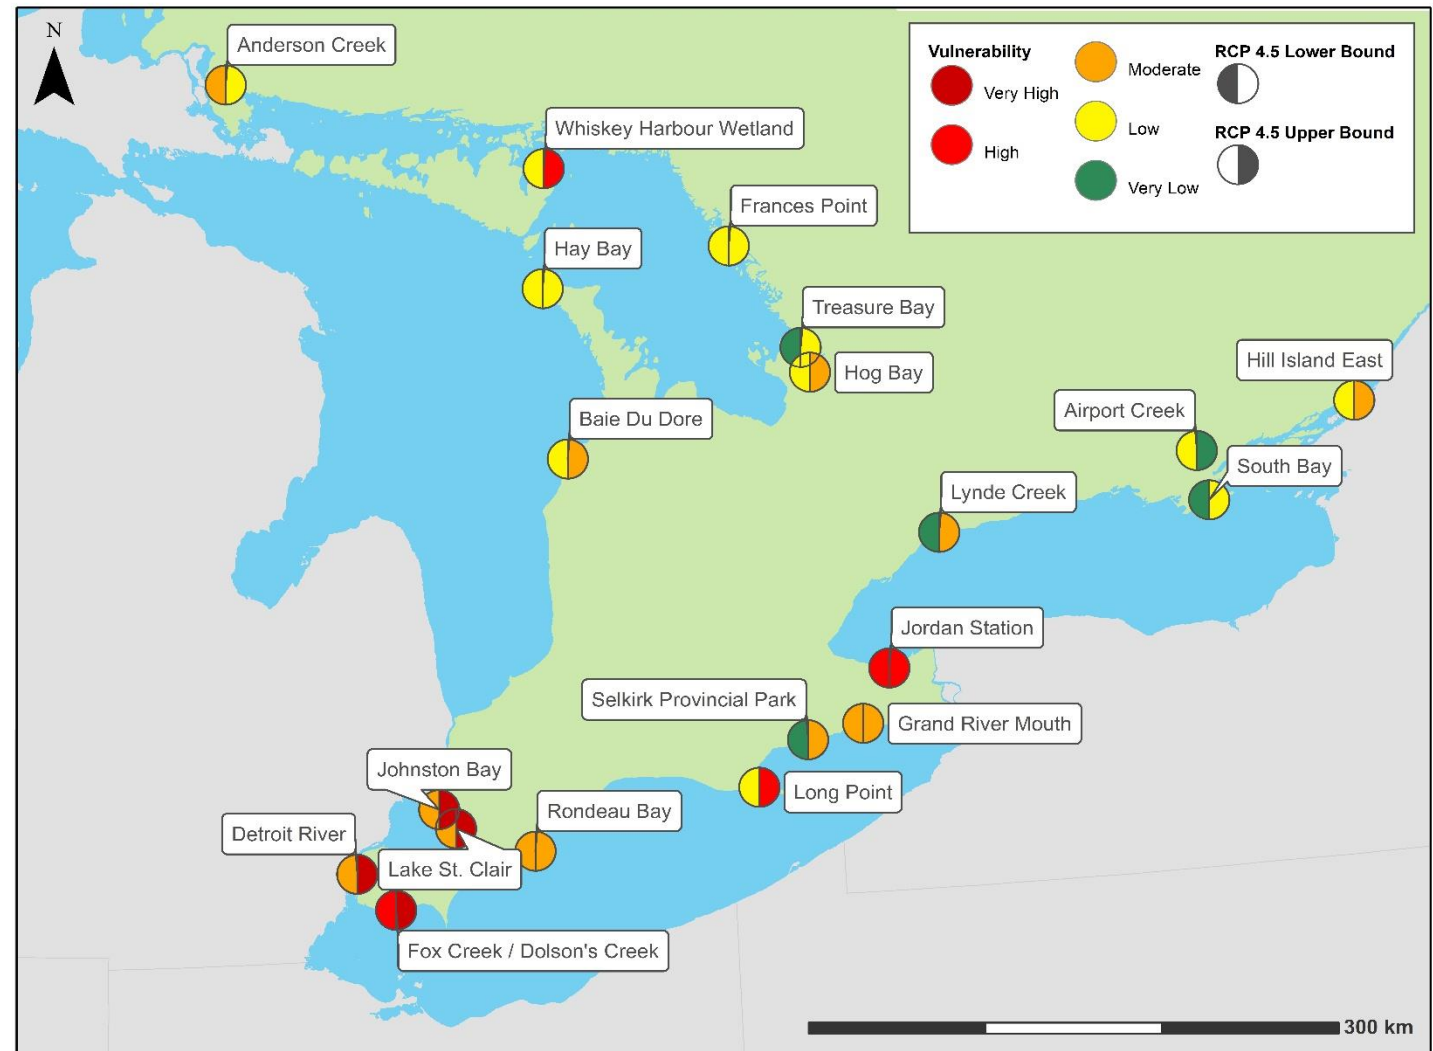 N
Anderson Creek
Whiskey Harbour Wetland
Frances Point
Hay Bay
Treasure Bay
Hog Bay
Baie Du Dore
Hill Island East
Airport Creek
South Bay
Lynde Creek
Jordan Station
Selkirk Provincial Park
Grand River Mouth
Johnston Bay
Long Point
Rondeau Bay
Detroit River
Lake St. Clair
Fox Creek / Dolson's Creek
Vulnerability
Very High
High
Moderate
Low
Very Low
RCP 4.5 Lower Bound
RCP 4.5 Upper Bound
300 km